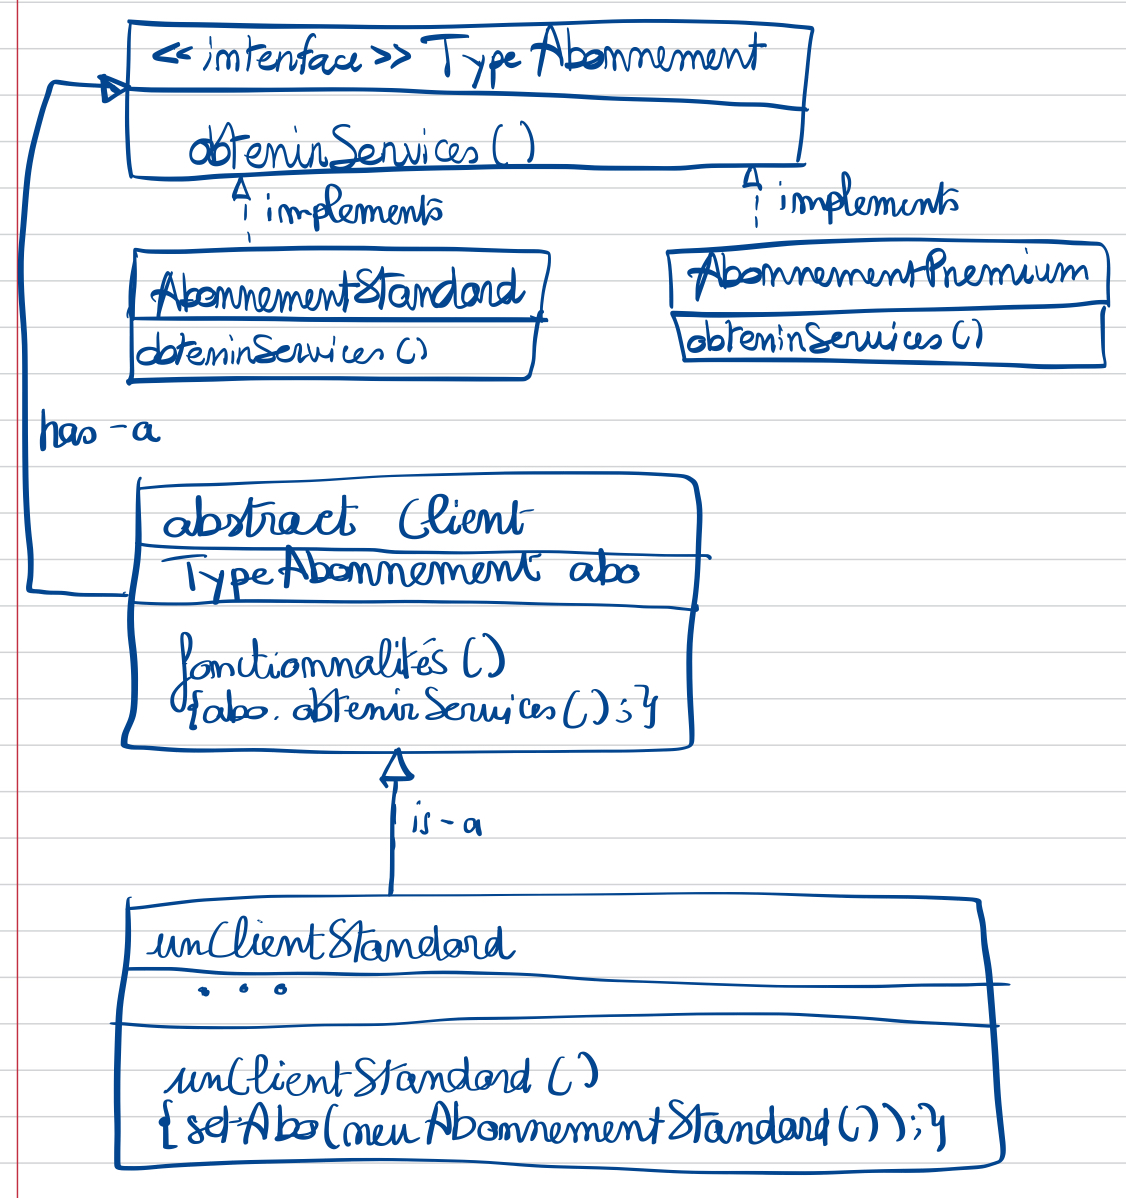 <<interface>> TypeAbonnement
obtenirServices()
implements
implements
AbonnementStandard
obtenirServices()
AbonnementPremium
obtenirServices()
has-a
abstract Client
TypeAbonnement abo
fonctionnalités()
{abo.obtenirServices();}
is-a
unClientStandard
...
unClientStandard()
{setAbo(new AbonnementStandard());}